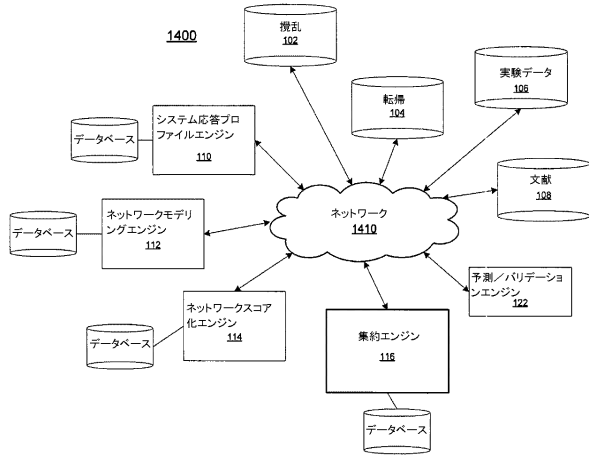 1400
攪乱
102
転帰
104
実験データ
106
文献
108
データベース
システム応答プ
ロファイルエンジン
110
データベース
ネットワークモデ
リングエンジン
112
ネットワーク
1410
データベース
ネットワークスコア
化エンジン
114
集約エンジン
116
予測／バリデーショ
ンエンジン
122
データベース